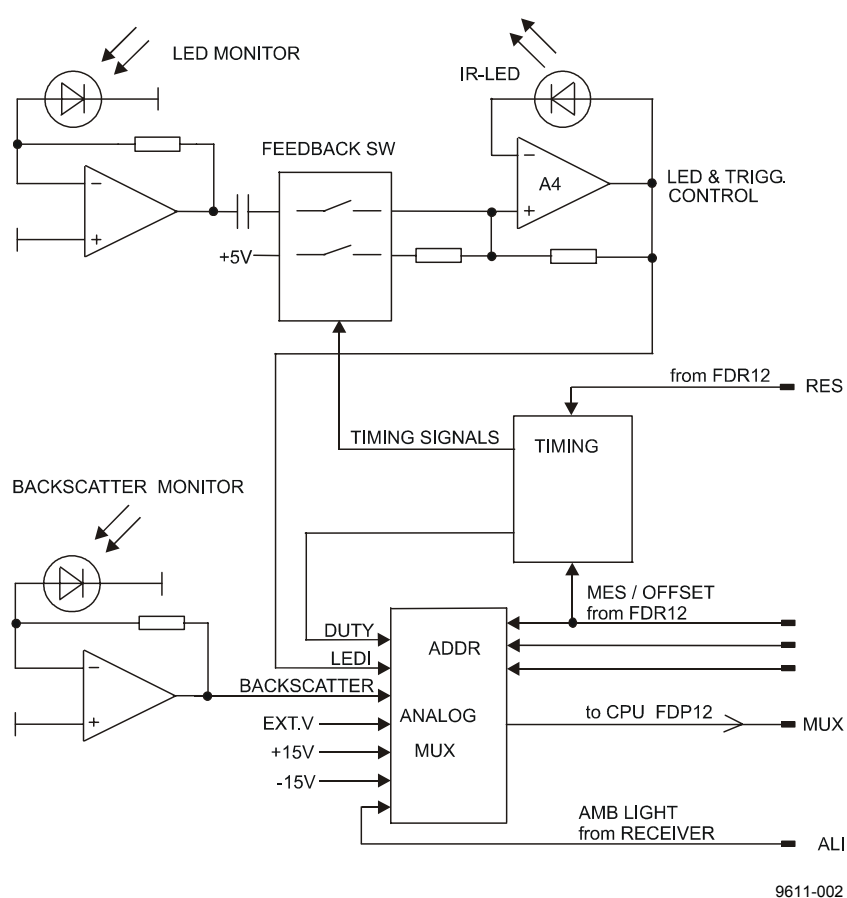 LED MONITOR
IR-LED
FEEDBACK SW
−
+
−
A4
+
LED & TRIGG.
CONTROL
+5V
from FDR12
RES
TIMING SIGNALS
TIMING
BACKSCATTER MONITOR
MES / OFFSET
from FDR12
DUTY
ADDR
LEDI
−
+
BACKSCATTER
EXT.V
ANALOG
MUX
to CPU FDP12
MUX
+15V
-15V
AMB LIGHT
from RECEIVER
ALI
9611-002